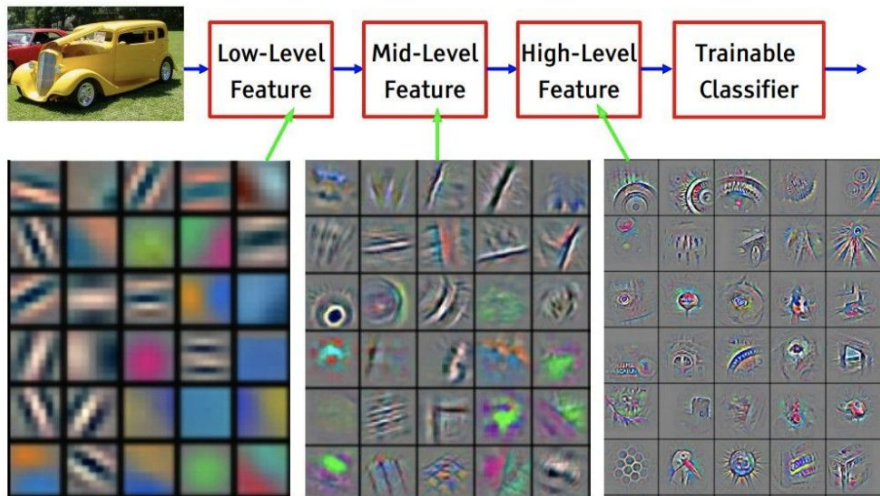 Low-Level
Feature
Mid-Level
Feature
High-Level
Feature
Trainable
Classifier